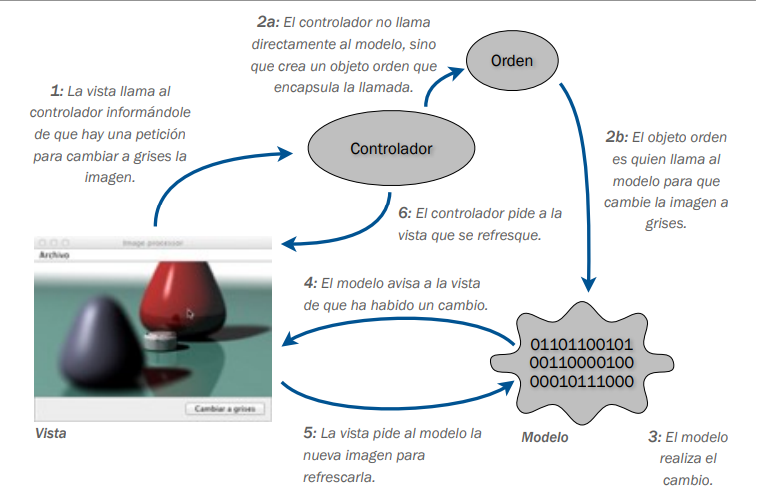 2a: El controlador no llama
directamente al modelo, sino
que crea un objeto orden que
encapsula la llamada.
Orden
1: La vista llama al
controlador informándole
de que hay una petición
para cambiar a grises la
imagen.
Controlador
2b: El objeto orden
es quien llama al
modelo para que
cambie la imagen a
grises.
6: El controlador pide a la
vista que se refresque.
Image processor
Archivo
4: El modelo avisa a la vista
de que ha habido un cambio.
01101100101
00110000100
00010111000
Cambiar a grises
Vista
5: La vista pide al modelo la
nueva imagen para
refrescarla.
Modelo
3: El modelo
realiza el
cambio.